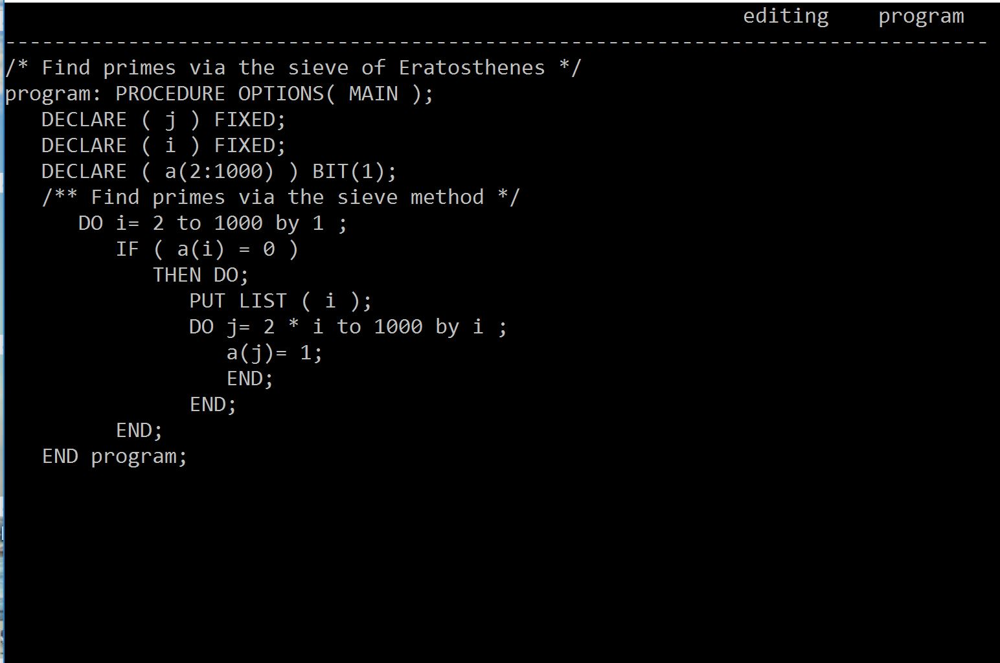 editing    program
--------------------------------------------------------------------------------
/* Find primes via the sieve of Eratosthenes */
program: PROCEDURE OPTIONS( MAIN );
   DECLARE ( j ) FIXED;
   DECLARE ( i ) FIXED;
   DECLARE ( a(2:1000) ) BIT(1);
   /** Find primes via the sieve method */
      DO i= 2 to 1000 by 1 ;
         IF ( a(i) = 0 )
            THEN DO;
               PUT LIST ( i );
               DO j= 2 * i to 1000 by i ;
                  a(j)= 1;
                  END;
               END;
         END;
   END program;